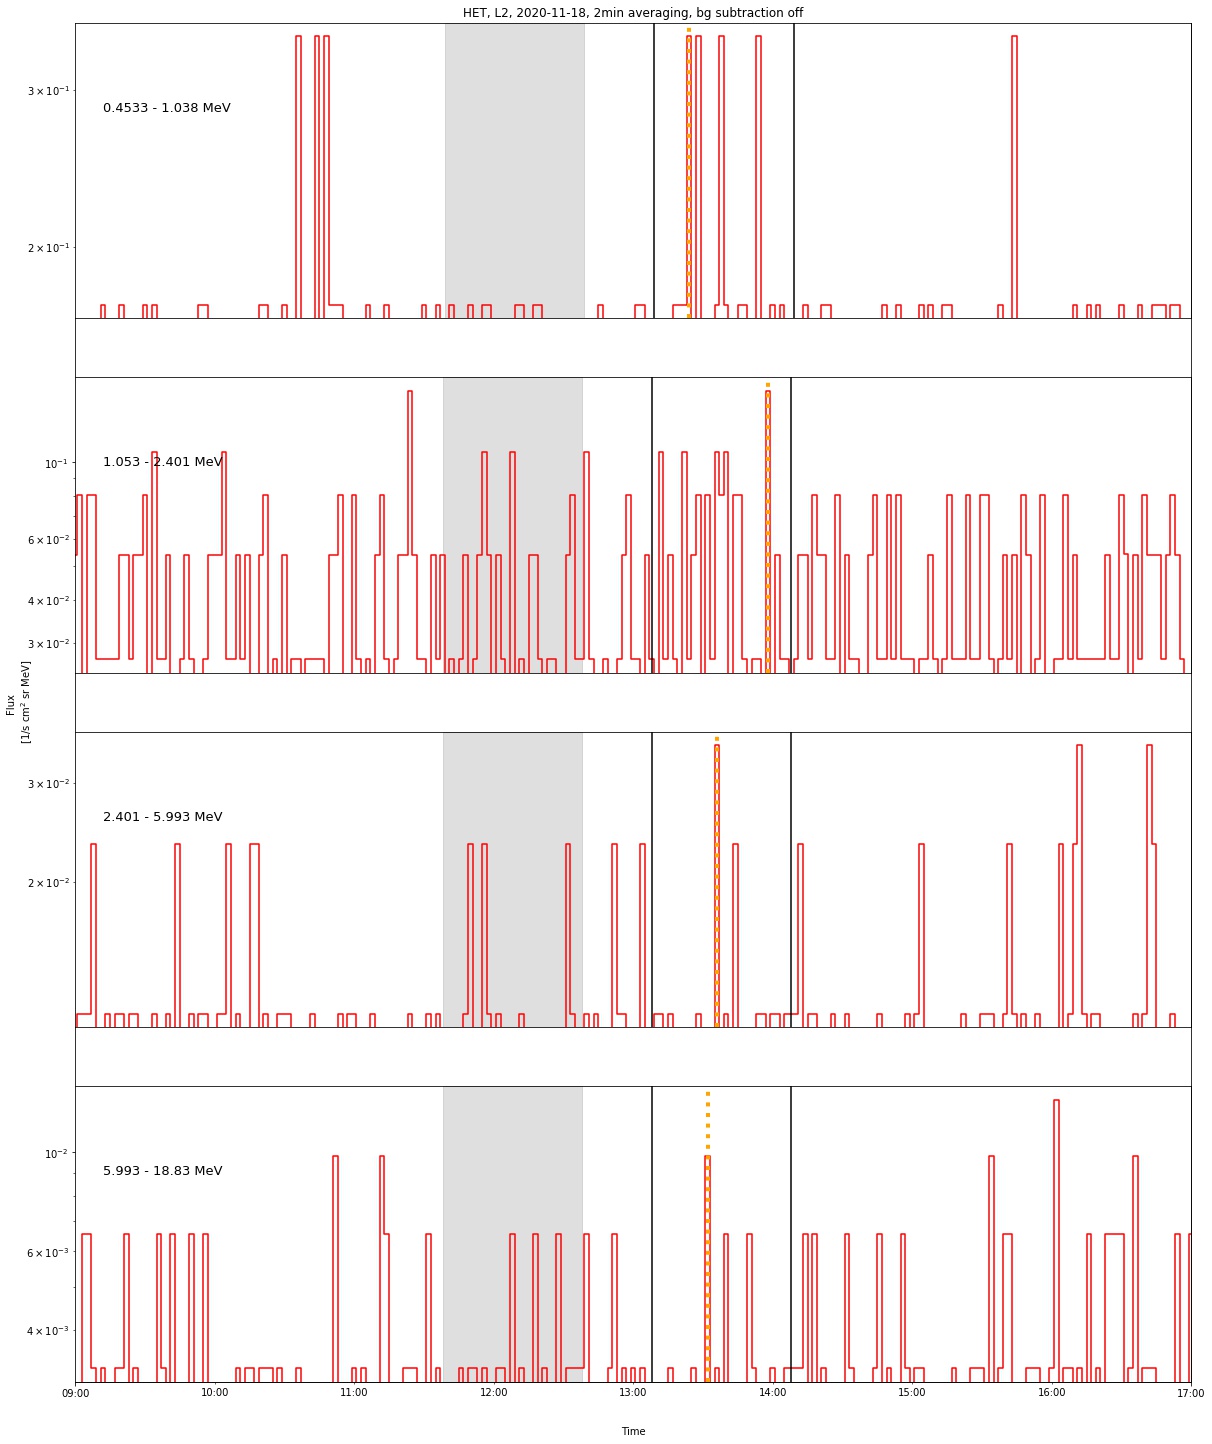 HET, L2, 2020-11-18, 2min averaging, bg subtraction off
3 × 10⁻¹
0.4533 - 1.038 MeV
2 × 10⁻¹
10⁻¹
1.053 - 2.401 MeV
6 × 10⁻²
4 × 10⁻²
3 × 10⁻²
Flux
[1/s cm² sr MeV]
3 × 10⁻²
2.401 - 5.993 MeV
2 × 10⁻²
10⁻²
5.993 - 18.83 MeV
6 × 10⁻³
4 × 10⁻³
09:00 10:00 11:00 12:00 13:00 14:00 15:00 16:00 17:00
Time